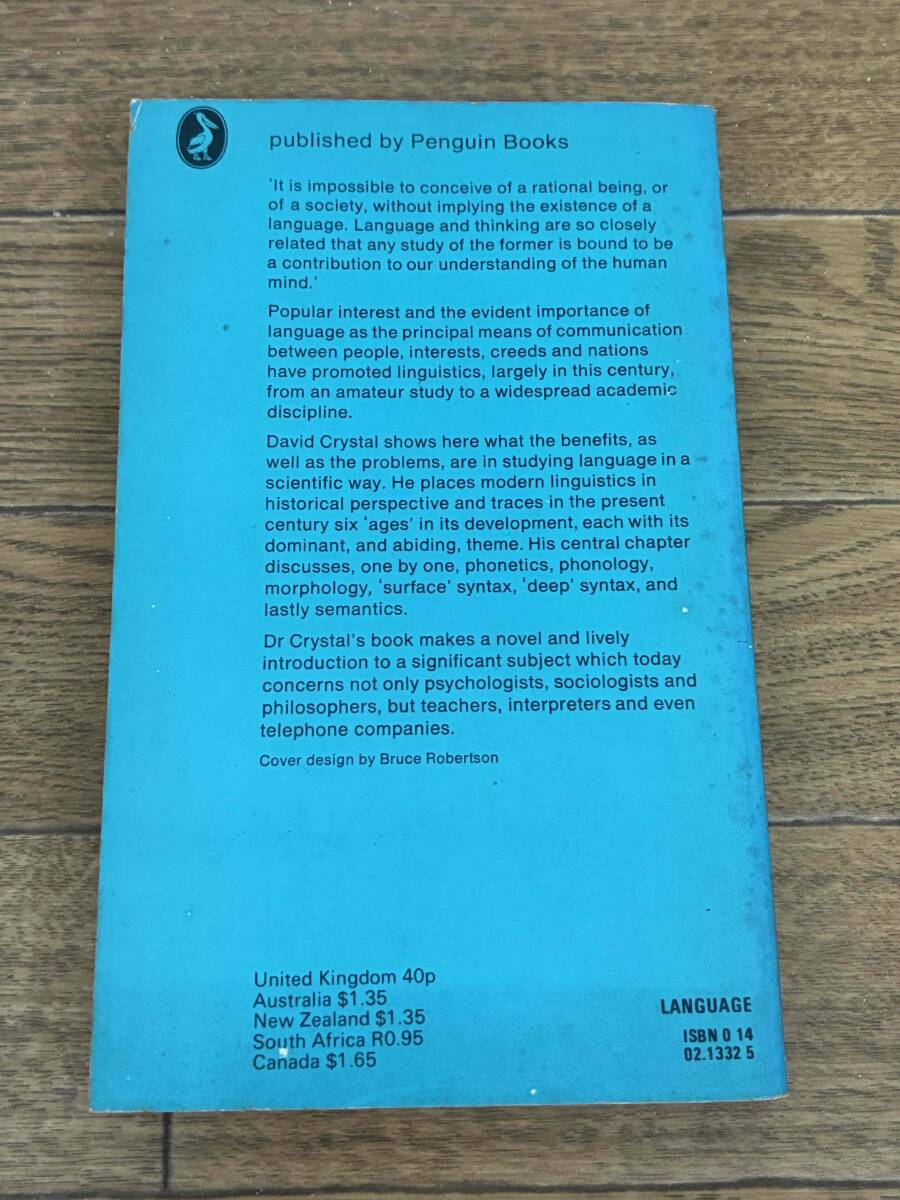 published by Penguin Books
'It is impossible to conceive of a rational being, or
of a society, without implying the existence of a
language. Language and thinking are so closely
related that any study of the former is bound to be
a contribution to our understanding of the human
mind.'
Popular interest and the evident importance of
language as the principal means of communication
between people, interests, creeds and nations
have promoted linguistics, largely in this century,
from an amateur study to a widespread academic
discipline.
David Crystal shows here what the benefits, as
well as the problems, are in studying language in a
scientific way. He places modern linguistics in
historical perspective and traces in the present
century six 'ages' in its development, each with its
dominant, and abiding, theme. His central chapter
discusses, one by one, phonetics, phonology,
morphology, 'surface' syntax, 'deep' syntax, and
lastly semantics.
Dr Crystal's book makes a novel and lively
introduction to a significant subject which today
concerns not only psychologists, sociologists and
philosophers, but teachers, interpreters and even
telephone companies.
Cover design by Bruce Robertson
United Kingdom 40p
Australia $1.35
New Zealand $1.35
South Africa R0.95
Canada $1.65
LANGUAGE
ISBN 0 14
02.1332 5